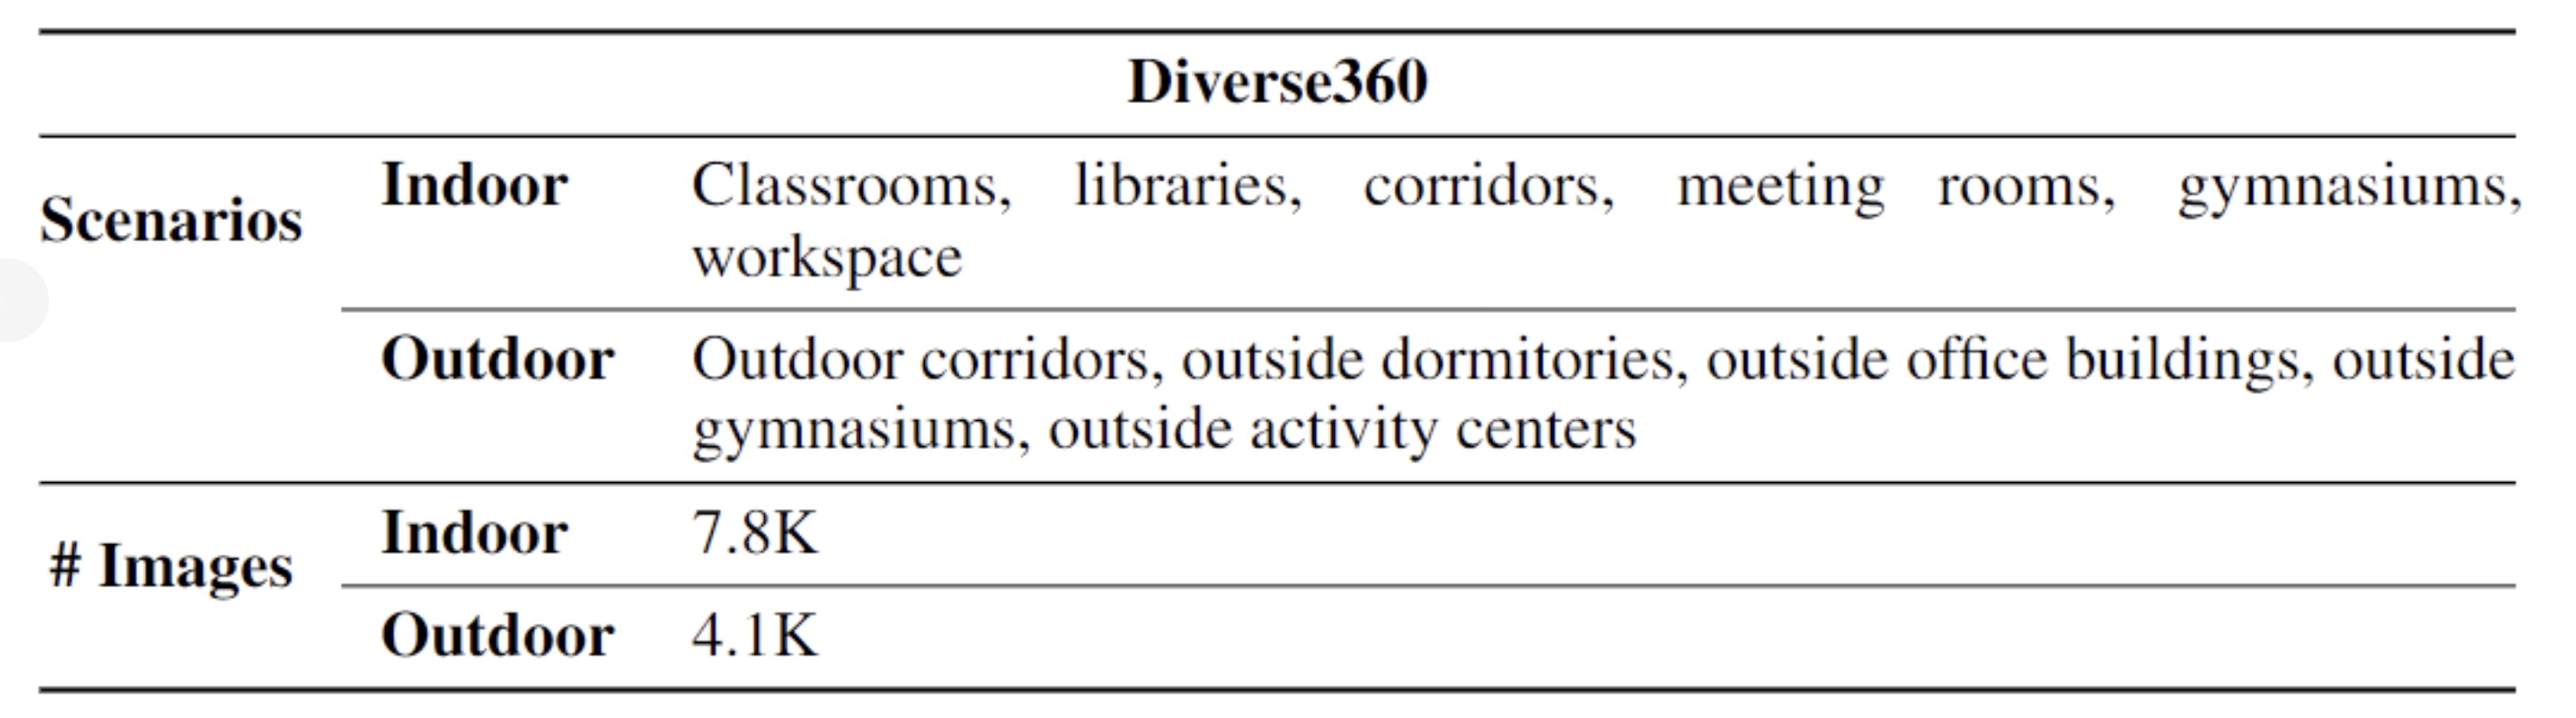 Diverse360
Scenarios
Indoor Classrooms, libraries, corridors, meeting rooms, gymnasiums,
workspace
Outdoor Outdoor corridors, outside dormitories, outside office buildings, outside
gymnasiums, outside activity centers
# Images
Indoor 7.8K
Outdoor 4.1K